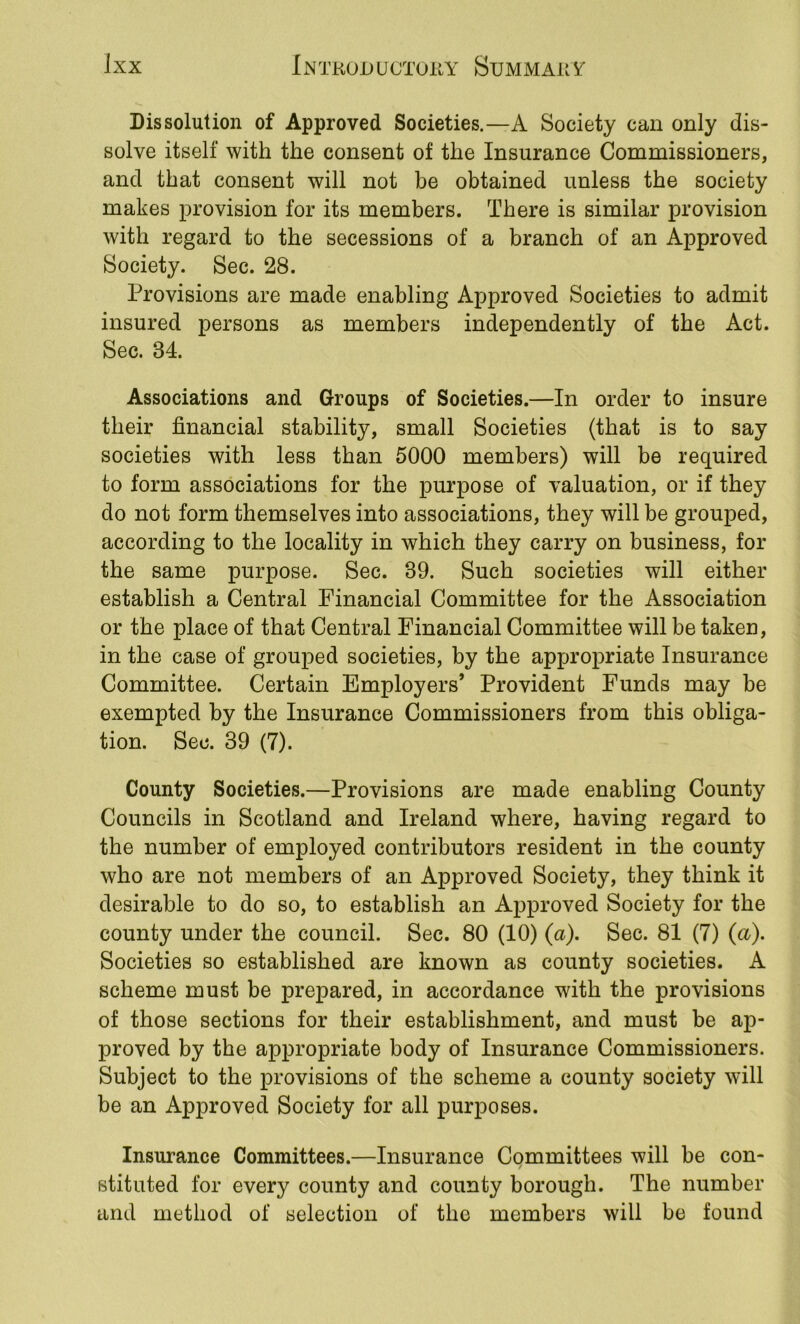 lxx Introductory Summary
Dissolution of Approved Societies.—A Society can only dis-
solve itself with the consent of the Insurance Commissioners,
and that consent will not be obtained unless the society
makes provision for its members. There is similar provision
with regard to the secessions of a branch of an Approved
Society. Sec. 28.
Provisions are made enabling Approved Societies to admit
insured persons as members independently of the Act.
Sec. 34.
Associations and Groups of Societies.—In order to insure
their financial stability, small Societies (that is to say
societies with less than 5000 members) will be required
to form associations for the purpose of valuation, or if they
do not form themselves into associations, they will be grouped,
according to the locality in which they carry on business, for
the same purpose. Sec. 39. Such societies will either
establish a Central Financial Committee for the Association
or the place of that Central Financial Committee will be taken,
in the case of grouped societies, by the appropriate Insurance
Committee. Certain Employers’ Provident Funds may be
exempted by the Insurance Commissioners from this obliga-
tion. Sec. 39 (7).
County Societies.—Provisions are made enabling County
Councils in Scotland and Ireland where, having regard to
the number of employed contributors resident in the county
who are not members of an Approved Society, they think it
desirable to do so, to establish an Approved Society for the
county under the council. Sec. 80 (10) (a). Sec. 81 (7) (a).
Societies so established are known as county societies. A
scheme must be prepared, in accordance with the provisions
of those sections for their establishment, and must be ap-
proved by the appropriate body of Insurance Commissioners.
Subject to the provisions of the scheme a county society will
be an Approved Society for all purposes.
Insurance Committees.—Insurance Committees will be con-
stituted for every county and county borough. The number
and method of selection of the members will be found